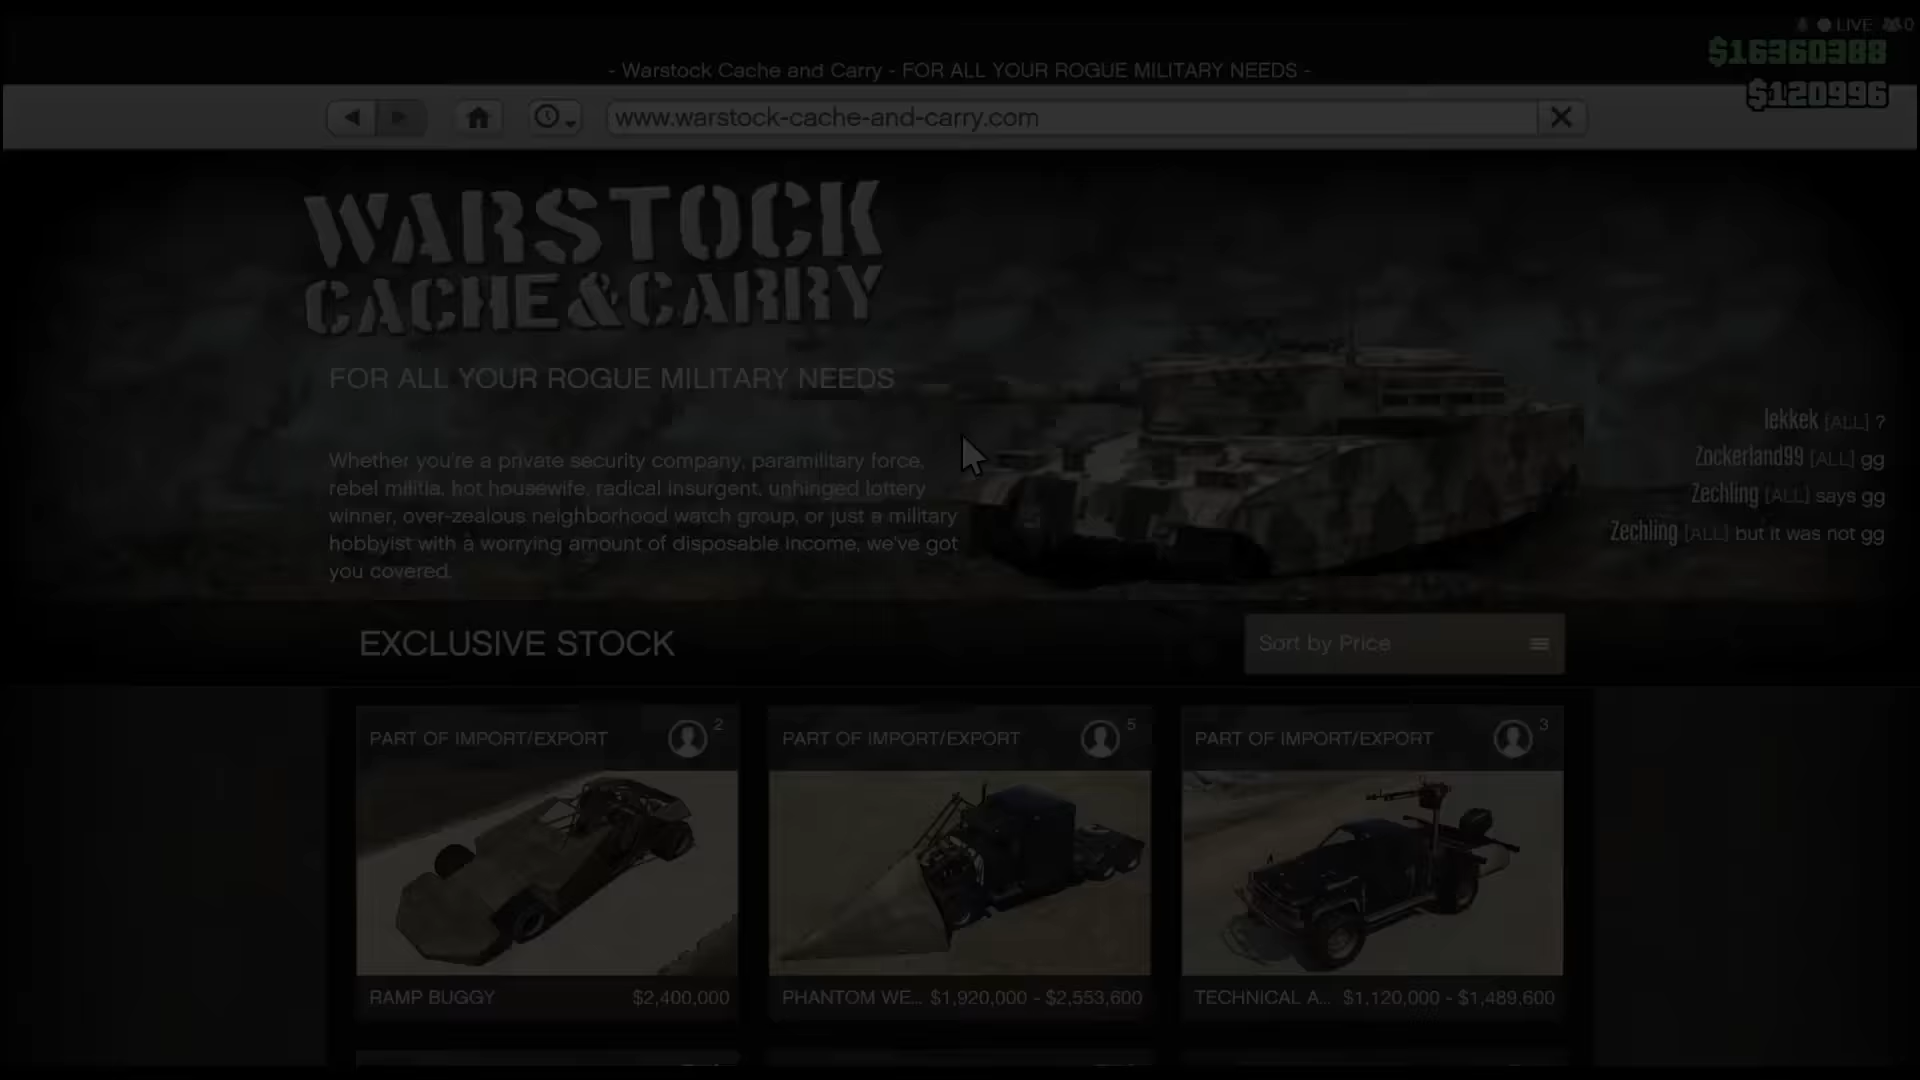 LIVE 0
$16360388
- Warstock Cache and Carry - FOR ALL YOUR ROGUE MILITARY NEEDS -
$120996
www.warstock-cache-and-carry.com
WARSTOCK
CACHE&CARRY
FOR ALL YOUR ROGUE MILITARY NEEDS
lekkek [ALL] ?
Zockerland99 [ALL] gg
Zechling [ALL] says gg
Zechling [ALL] but it was not gg
Whether you're a private security company, paramilitary force,
rebel militia, hot housewife, radical insurgent, unhinged lottery
winner, over-zealous neighborhood watch group, or just a military
hobbyist with a worrying amount of disposable income, we've got
you covered.
EXCLUSIVE STOCK
Sort by Price
PART OF IMPORT/EXPORT 2
PART OF IMPORT/EXPORT 5
PART OF IMPORT/EXPORT 3
RAMP BUGGY $2,400,000
PHANTOM WE... $1,920,000 - $2,553,600
TECHNICAL A... $1,120,000 - $1,489,600